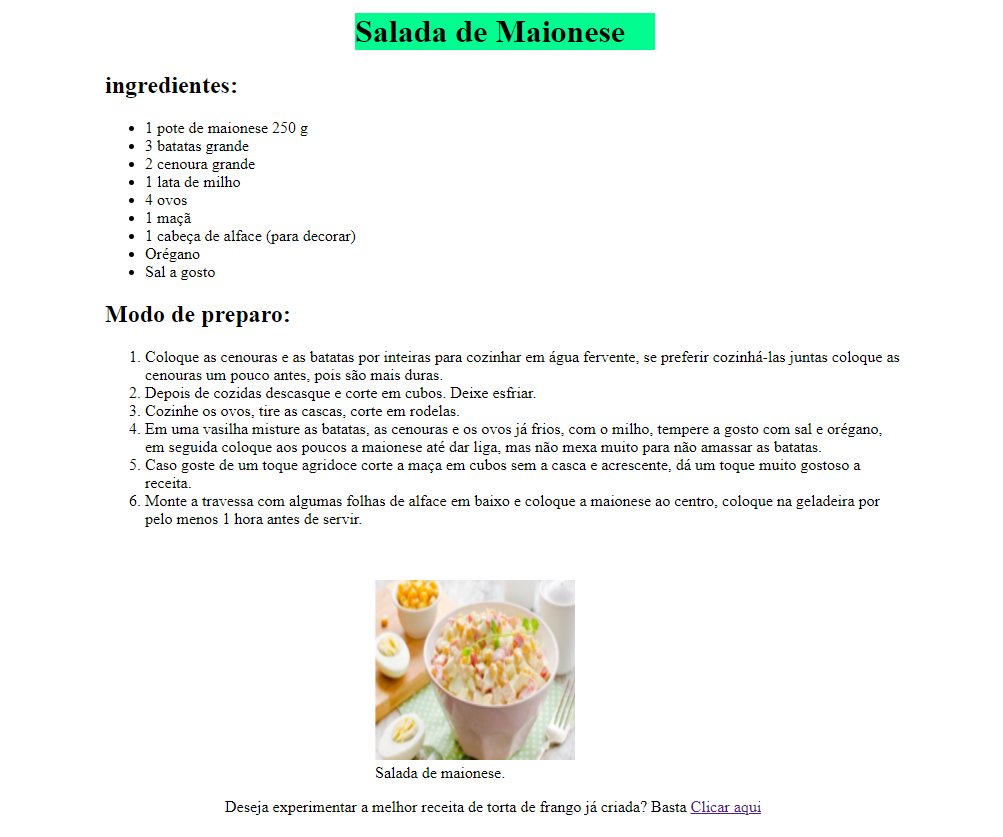 Salada de Maionese
ingredientes:
1 pote de maionese 250 g
3 batatas grande
2 cenoura grande
1 lata de milho
4 ovos
1 maçã
1 cabeça de alface (para decorar)
Orégano
Sal a gosto
Modo de preparo:
1. Coloque as cenouras e as batatas por inteiras para cozinhar em água fervente, se preferir cozinhá-las juntas coloque as
cenouras um pouco antes, pois são mais duras.
2. Depois de cozidas descasque e corte em cubos. Deixe esfriar.
3. Cozinhe os ovos, tire as cascas, corte em rodelas.
4. Em uma vasilha misture as batatas, as cenouras e os ovos já frios, com o milho, tempere a gosto com sal e orégano,
em seguida coloque aos poucos a maionese até dar liga, mas não mexa muito para não amassar as batatas.
5. Caso goste de um toque agridoce corte a maça em cubos sem a casca e acrescente, dá um toque muito gostoso a
receita.
6. Monte a travessa com algumas folhas de alface em baixo e coloque a maionese ao centro, coloque na geladeira por
pelo menos 1 hora antes de servir.
Salada de maionese.
Deseja experimentar a melhor receita de torta de frango já criada? Basta Clicar aqui